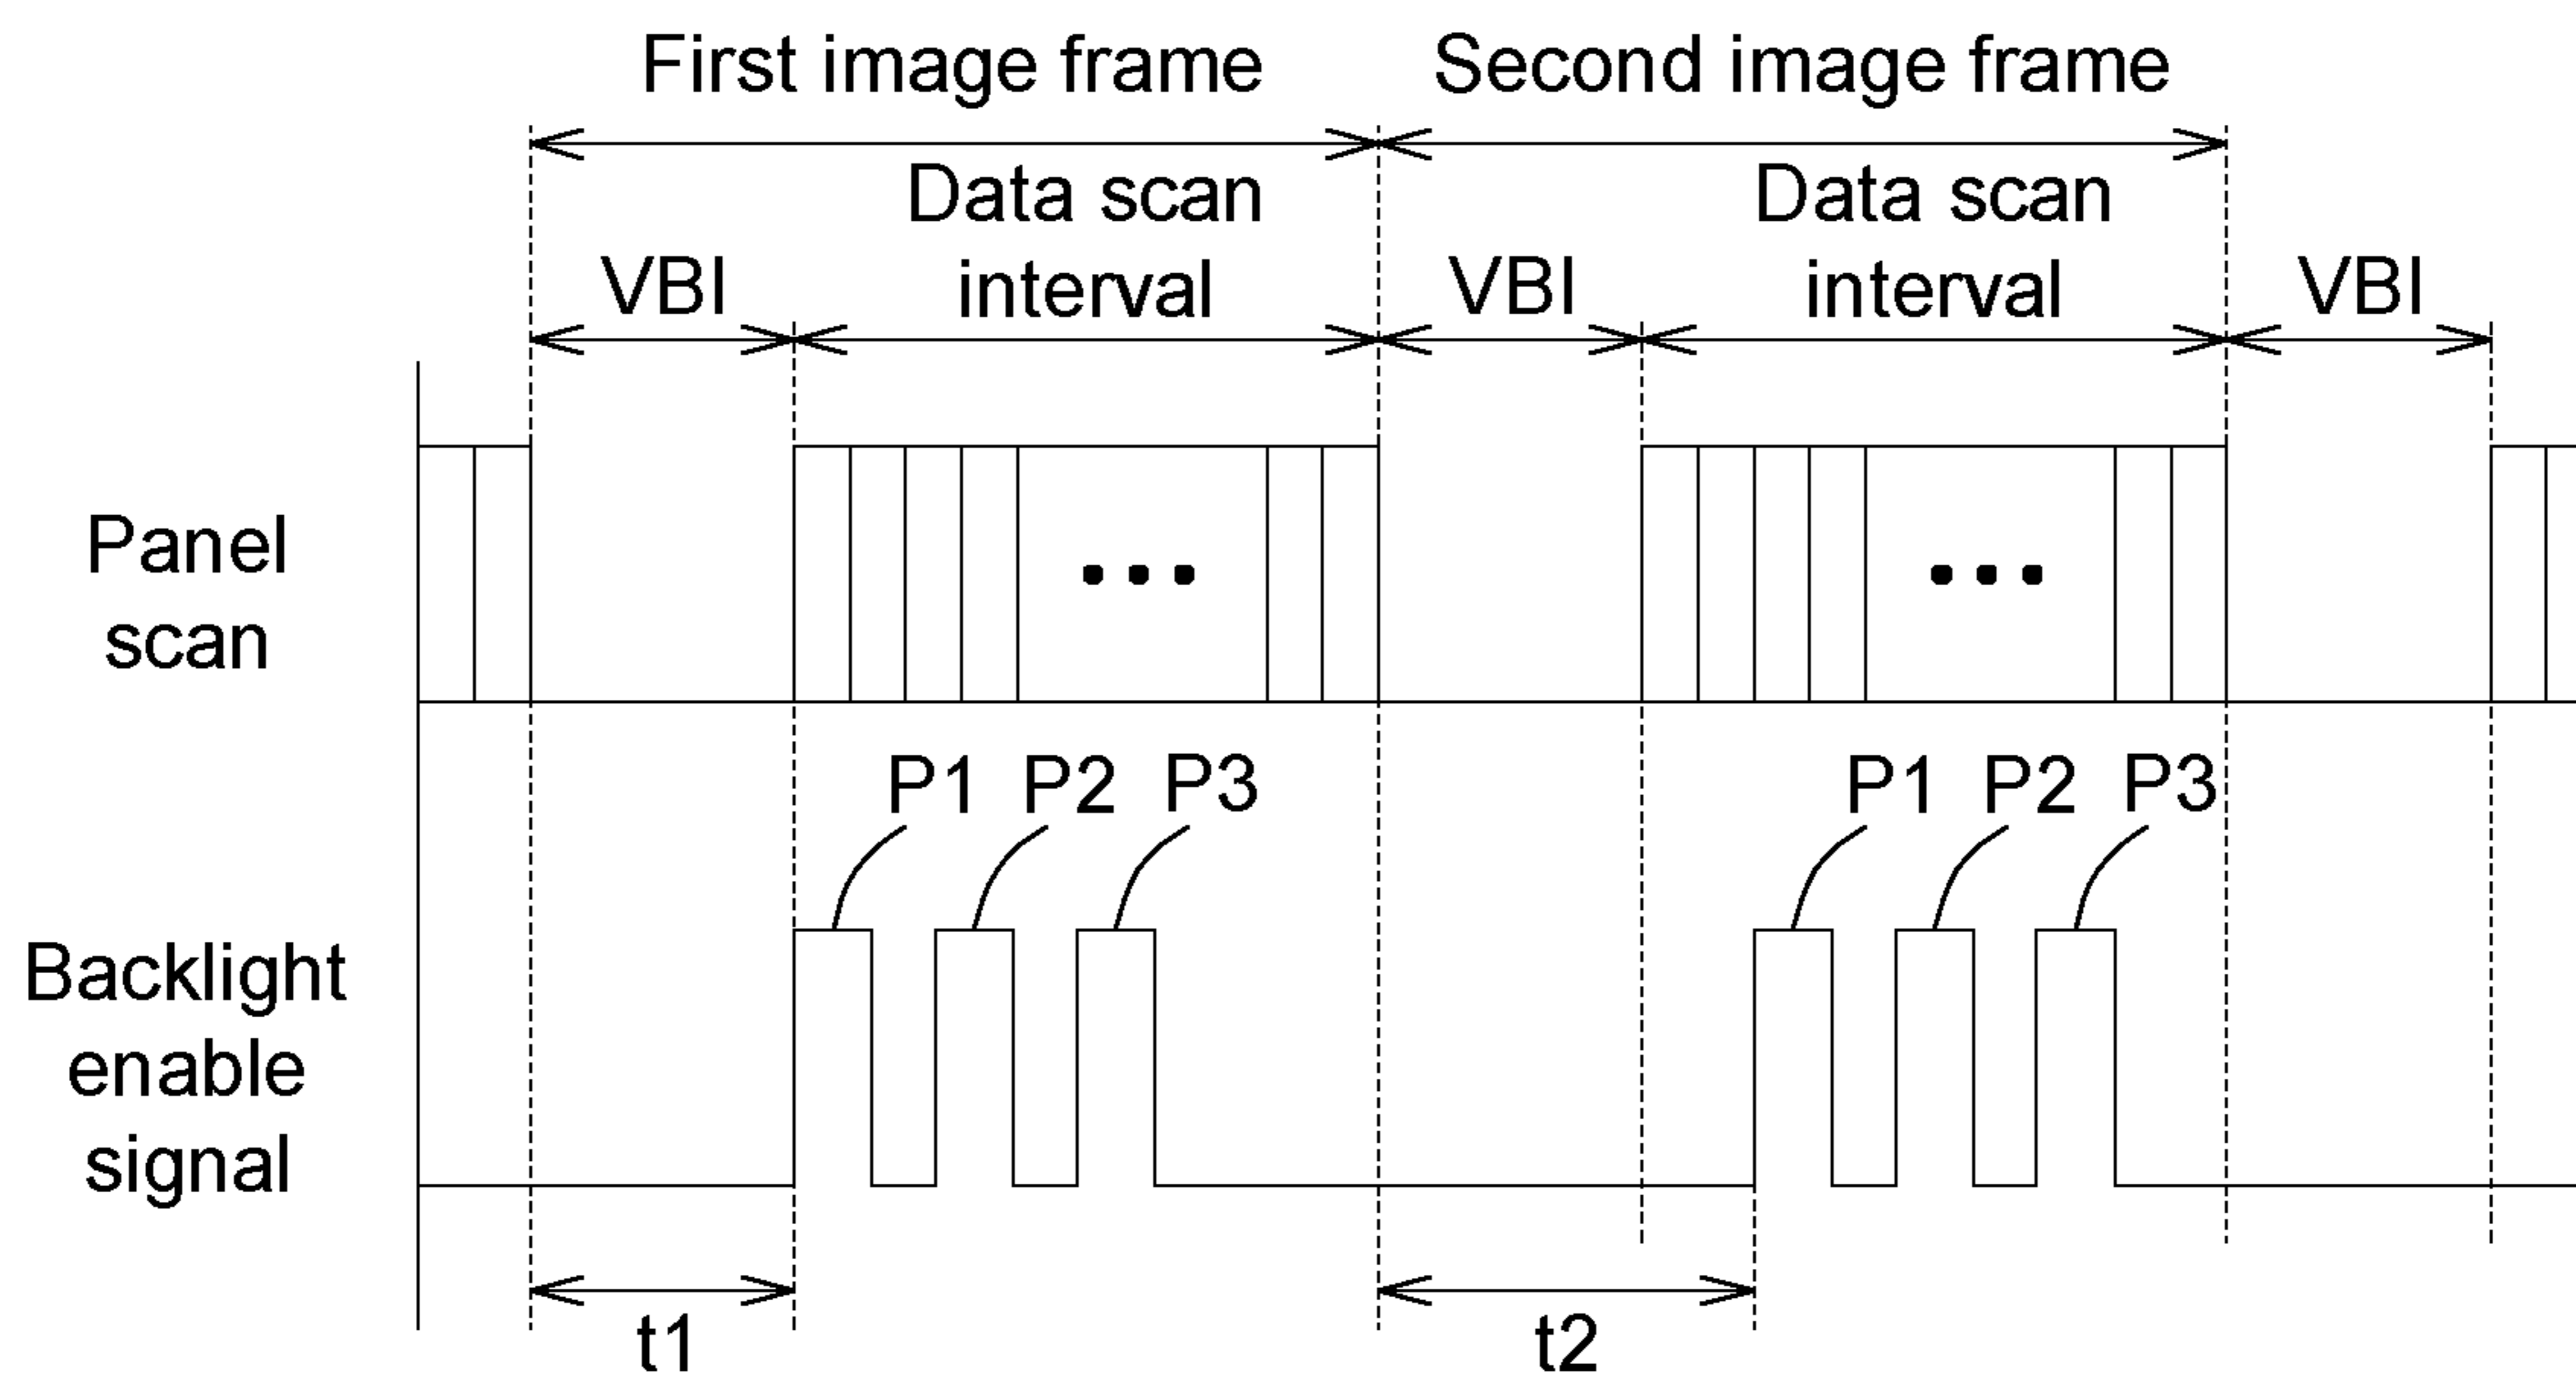 First image frame
Second image frame
Data scan
interval
Data scan
interval
VBI
VBI
VBI
Panel
scan
P1
P2
P3
P1
P2
P3
Backlight
enable
signal
t1
t2